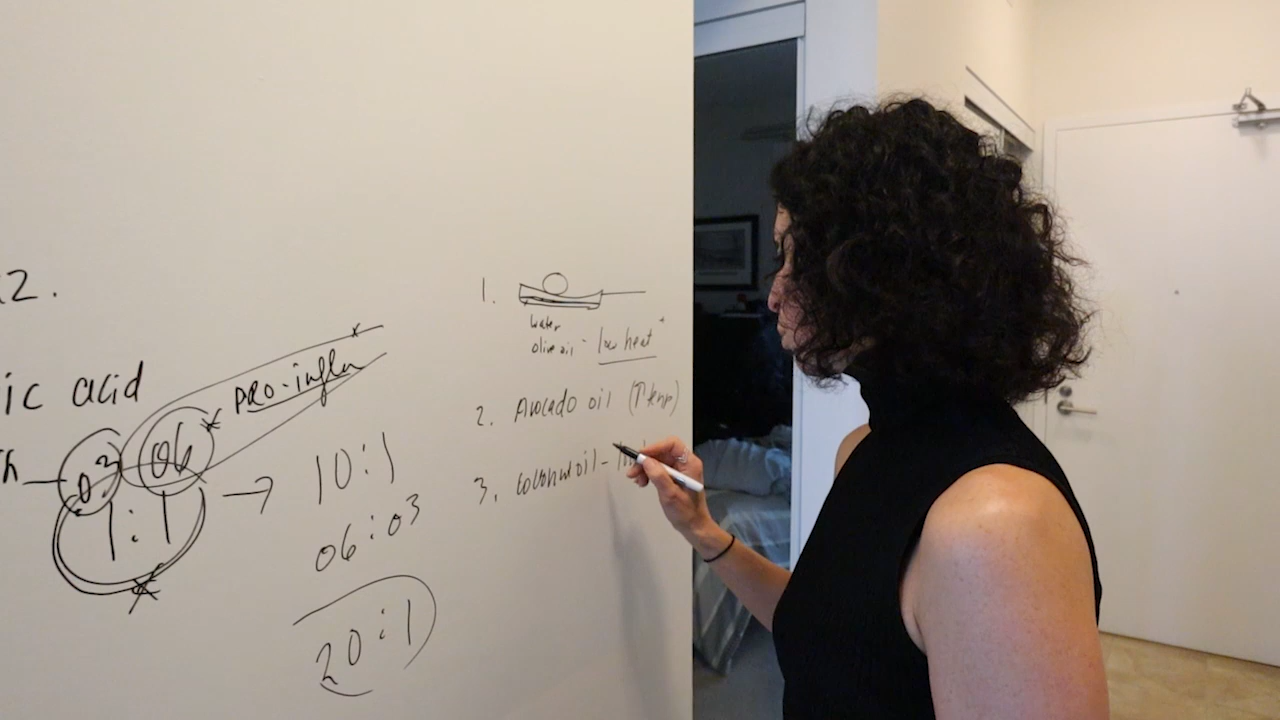 2.
ic acid
PRO-infla
03 06
1:1 → 10:1
06:03
20:1
1.
water
olive oil - low heat
2. Avocado oil (↑ temp)
3. coconut oil -